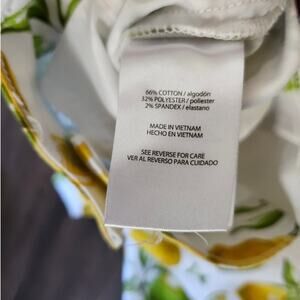 66% COTTON / algodón
32% POLYESTER / poliester
2% SPANDEX / elastano
MADE IN VIETNAM
HECHO EN VIETNAM
SEE REVERSE FOR CARE
VER AL REVERSO PARA CUIDADO